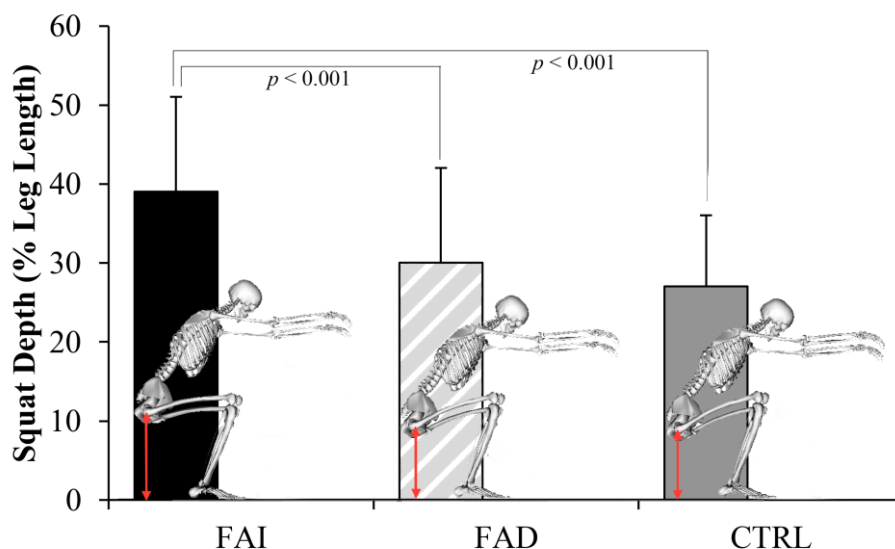 60
50
40
30
20
10
0
Squat Depth (% Leg Length)
p < 0.001
p < 0.001
FAI
FAD
CTRL